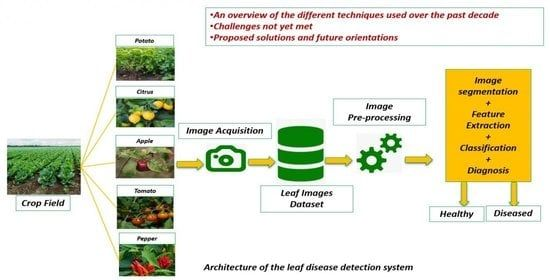 •An overview of the different techniques used over the past decade
•Challenges not yet met
•Proposed solutions and future orientations
Potato
Citrus
Apple
Tomato
Pepper
Crop Field
Image Acquisition
Leaf Images
Dataset
Image
Pre-processing
Image
segmentation
+
Feature
Extraction
+
Classification
+
Diagnosis
Healthy
Diseased
Architecture of the leaf disease detection system